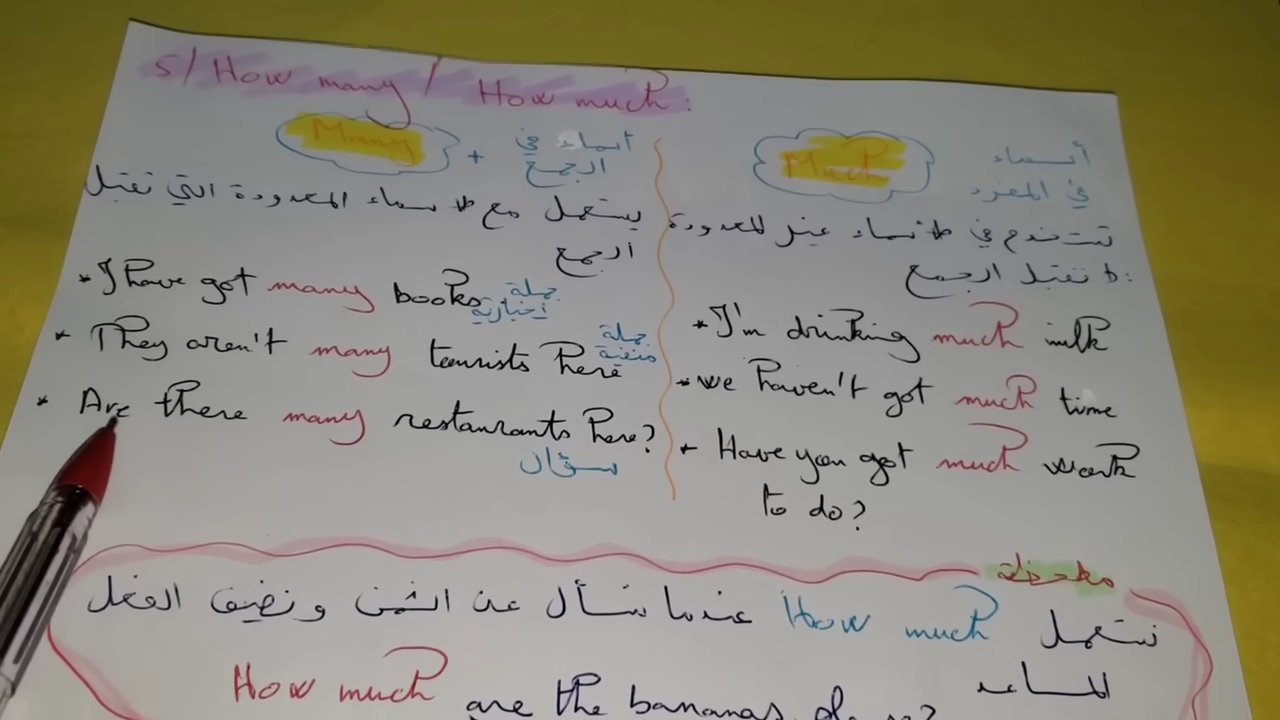 5/ How many / How much :
Many + أسماء في الجمع
يستعمل مع الأسماء المعدودة التي تقبل
الجمع
* I have got many books جملة إخبارية
* They aren't many tourists here جملة منفية
* Are there many restaurants here?
سؤال
Much أسماء في المفرد
تستخدم في الأسماء غير المعدودة
لا تقبل الجمع :
* I'm drinking much milk
* we haven't got much time
* Have you got much work
to do?
ملاحظة
نستعمل How much عندما نسأل عن الثمن و نضيف الفعل
المساعد
How much are the bananas